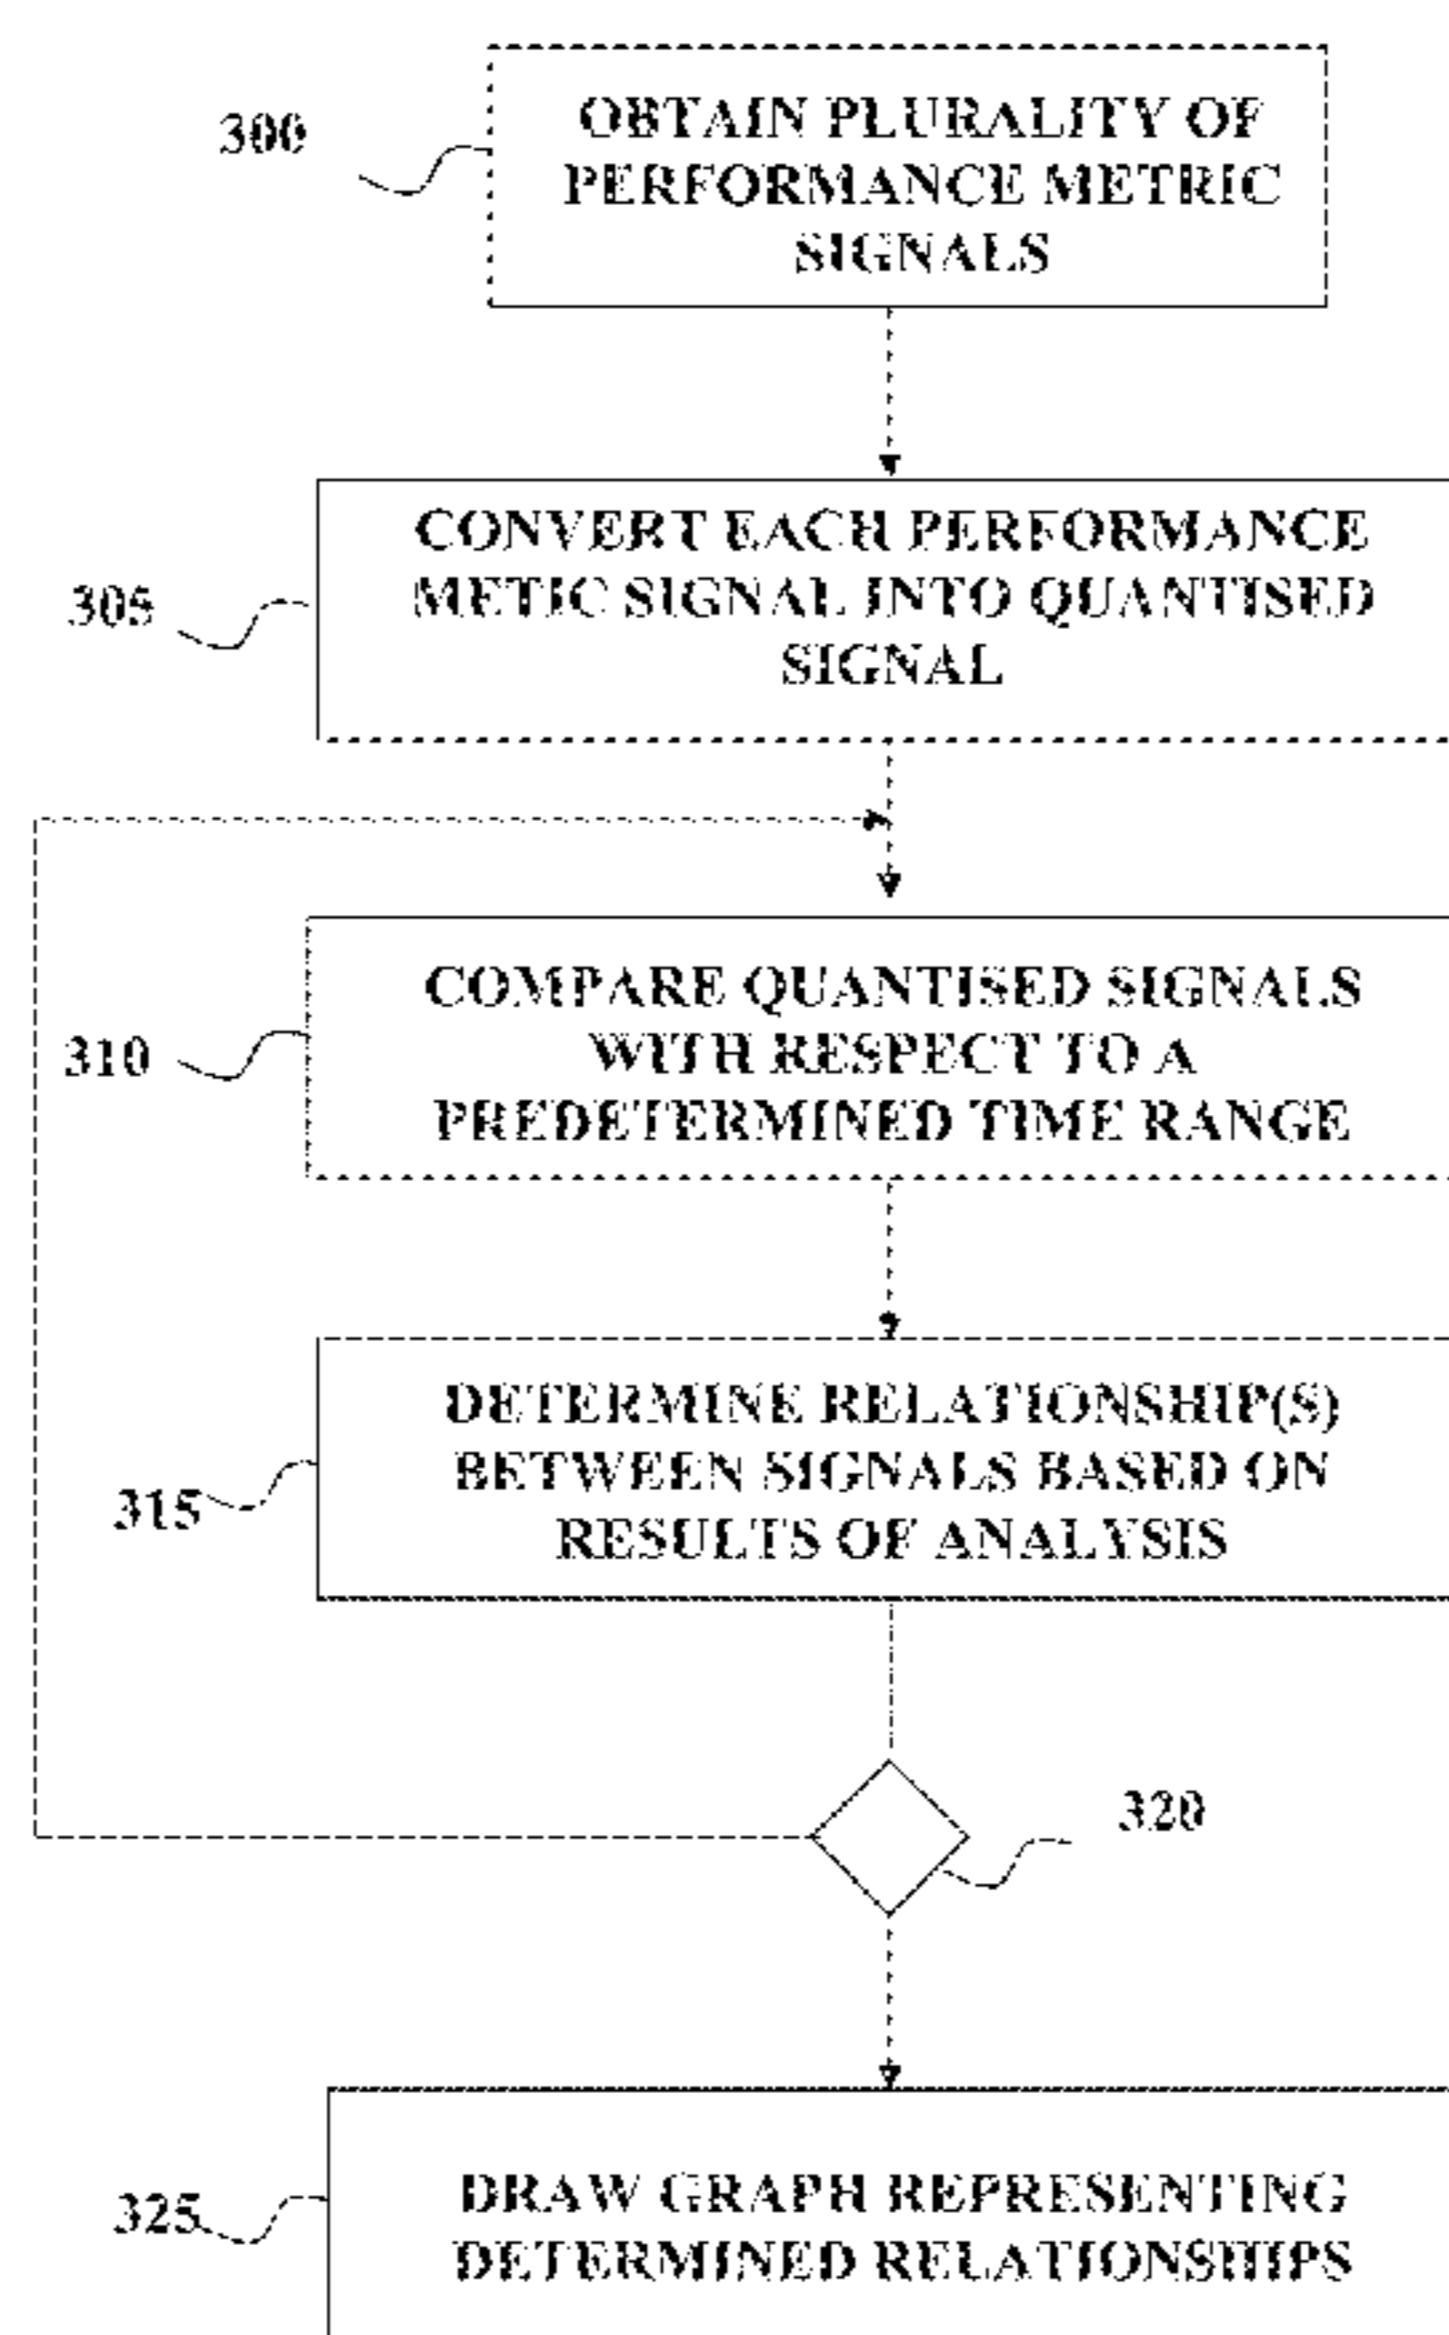 300
OBTAIN PLURALITY OF
PERFORMANCE METRIC
SIGNALS
305
CONVERT EACH PERFORMANCE
METIC SIGNAL INTO QUANTISED
SIGNAL
310
COMPARE QUANTISED SIGNALS
WITH RESPECT TO A
PREDETERMINED TIME RANGE
315
DETERMINE RELATIONSHIP(S)
BETWEEN SIGNALS BASED ON
RESULTS OF ANALYSIS
320
325
DRAW GRAPH REPRESENTING
DETERMINED RELATIONSHIPS